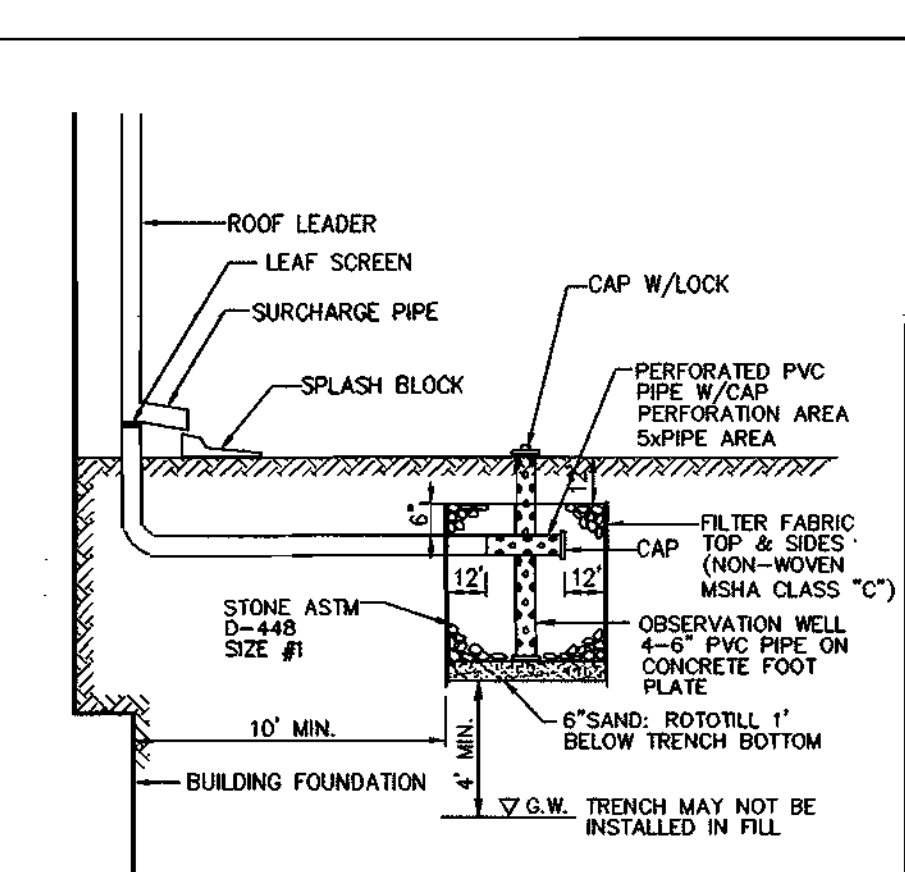 ROOF LEADER
LEAF SCREEN
SURCHARGE PIPE
SPLASH BLOCK
CAP W/LOCK
PERFORATED PVC
PIPE W/CAP
PERFORATION AREA
5xPIPE AREA
6"
FILTER FABRIC
TOP & SIDES
(NON-WOVEN
MSHA CLASS "C")
CAP
12'
12'
STONE ASTM
D-448
SIZE #1
OBSERVATION WELL
4-6" PVC PIPE ON
CONCRETE FOOT
PLATE
6"SAND: ROTOTILL 1'
BELOW TRENCH BOTTOM
10' MIN.
4' MIN.
BUILDING FOUNDATION
G.W.
TRENCH MAY NOT BE
INSTALLED IN FILL